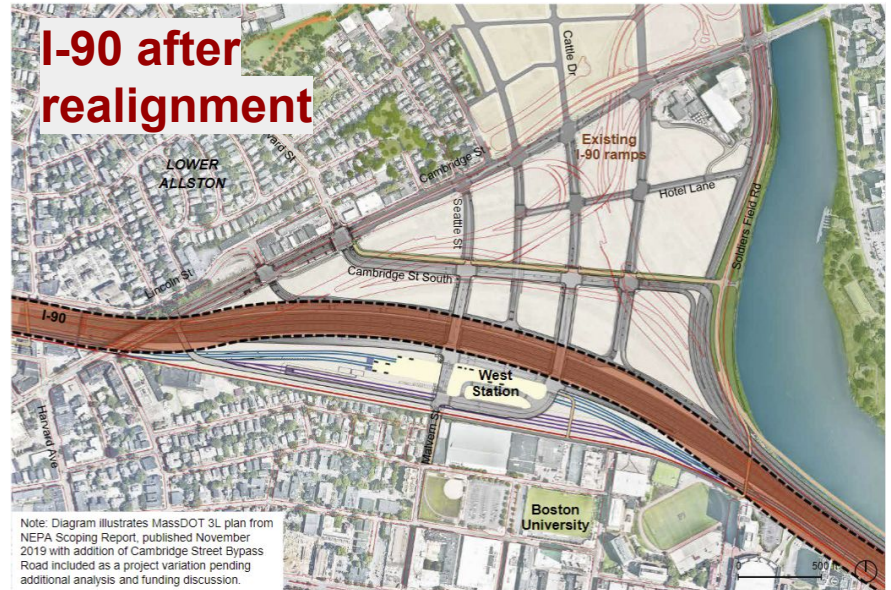 I-90 after
realignment
LOWER
ALLSTON
Cattle Dr
Existing
I-90 ramps
Cambridge St
Hotel Lane
Seattle St
Soldiers Field Rd
Cambridge St South
Lincoln St
I-90
West
Station
Malvern St
Harvard Ave
Boston
University
Note: Diagram illustrates MassDOT 3L plan from
NEPA Scoping Report, published November
2019 with addition of Cambridge Street Bypass
Road included as a project variation pending
additional analysis and funding discussion.
0